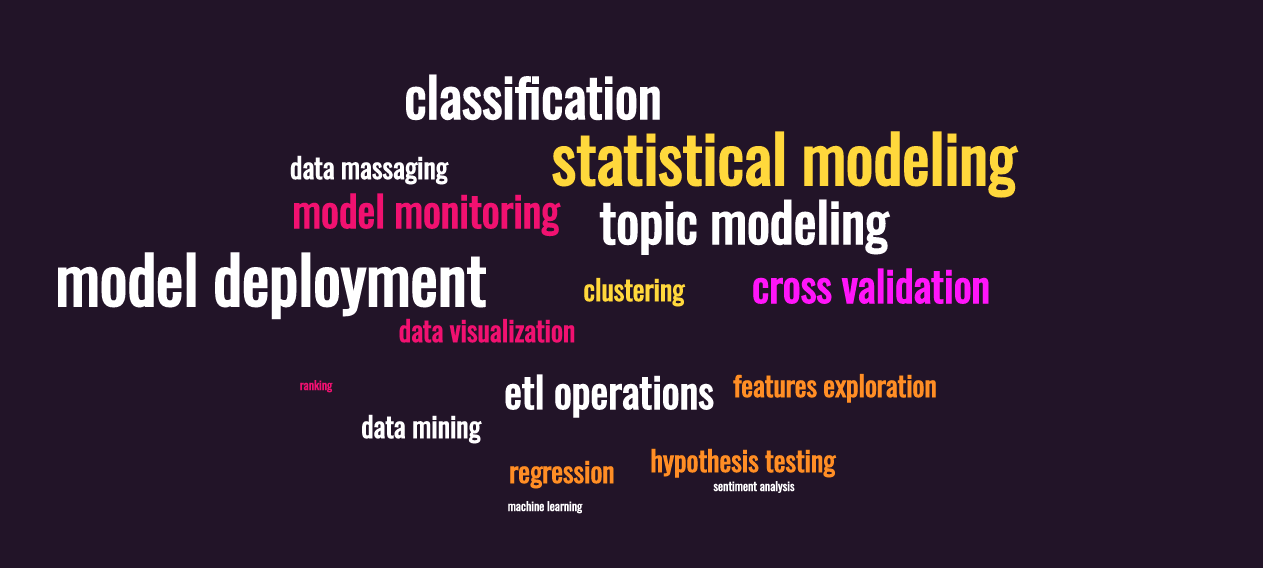 classification
statistical modeling
data massaging
model monitoring
topic modeling
model deployment
clustering
cross validation
data visualization
ranking
etl operations
features exploration
data mining
hypothesis testing
regression
sentiment analysis
machine learning